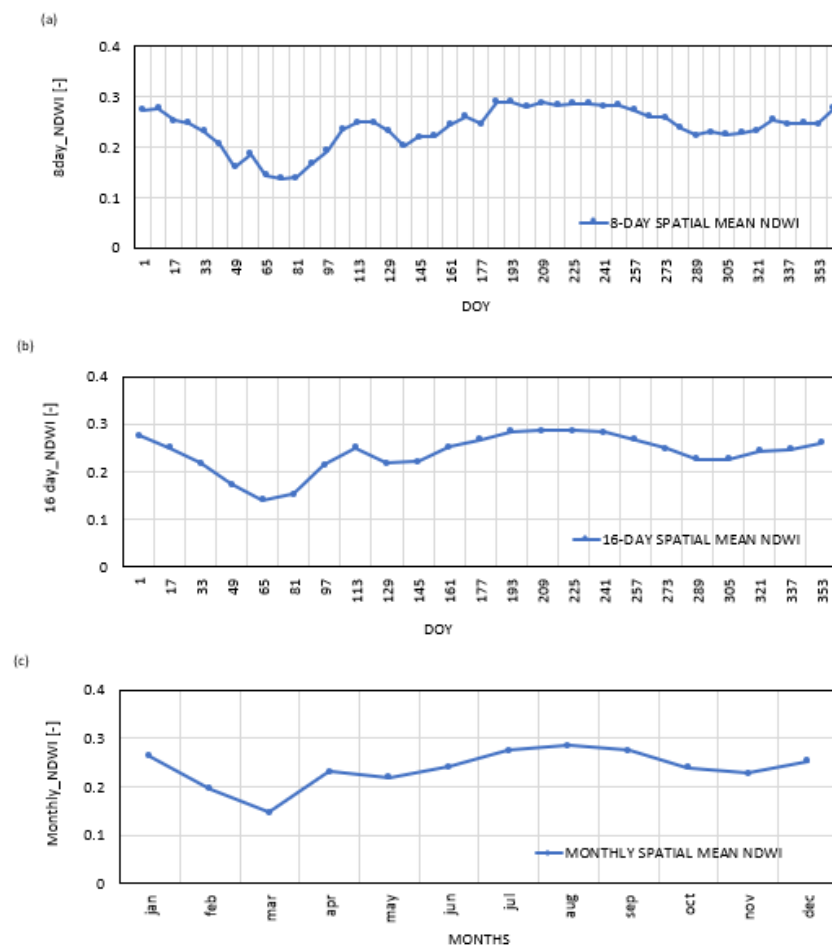 (a)
0.4
0.3
0.2
0.1
0
8day_NDWI [-]
8-DAY SPATIAL MEAN NDWI
1 17 33 49 65 81 97 113 129 145 161 177 193 209 225 241 257 273 289 305 321 337 353
DOY
(b)
0.4
0.3
0.2
0.1
0
16 day_NDWI [-]
16-DAY SPATIAL MEAN NDWI
1 17 33 49 65 81 97 113 129 145 161 177 193 209 225 241 257 273 289 305 321 337 353
DOY
(c)
0.4
0.3
0.2
0.1
0
Monthly_NDWI [-]
MONTHLY SPATIAL MEAN NDWI
jan feb mar apr may jun jul aug sep oct nov dec
MONTHS